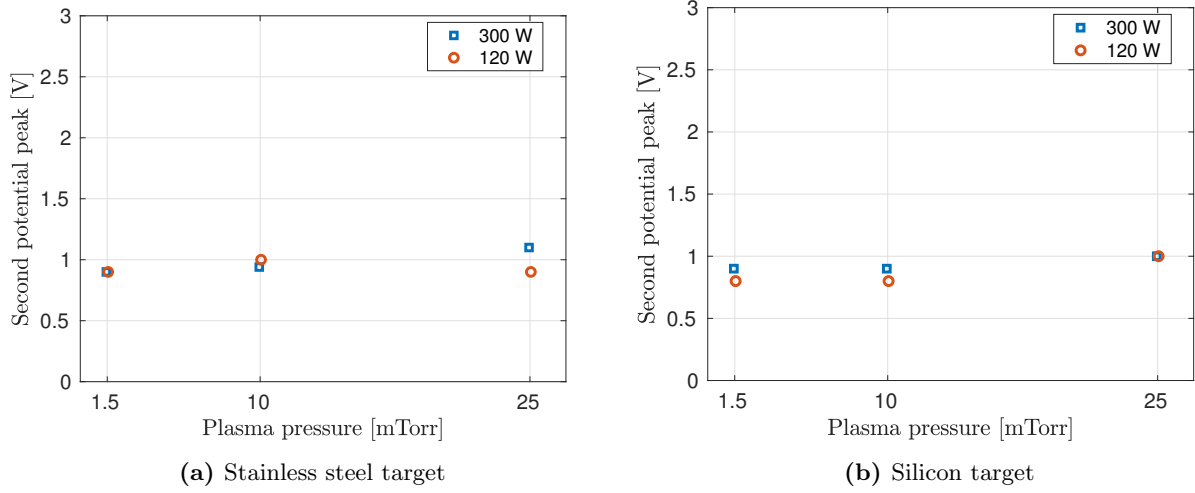 3
2.5
2
1.5
1
0.5
0
Second potential peak [V]
300 W
120 W
1.5 10 25
Plasma pressure [mTorr]
(a) Stainless steel target
3
2.5
2
1.5
1
0.5
0
Second potential peak [V]
300 W
120 W
1.5 10 25
Plasma pressure [mTorr]
(b) Silicon target